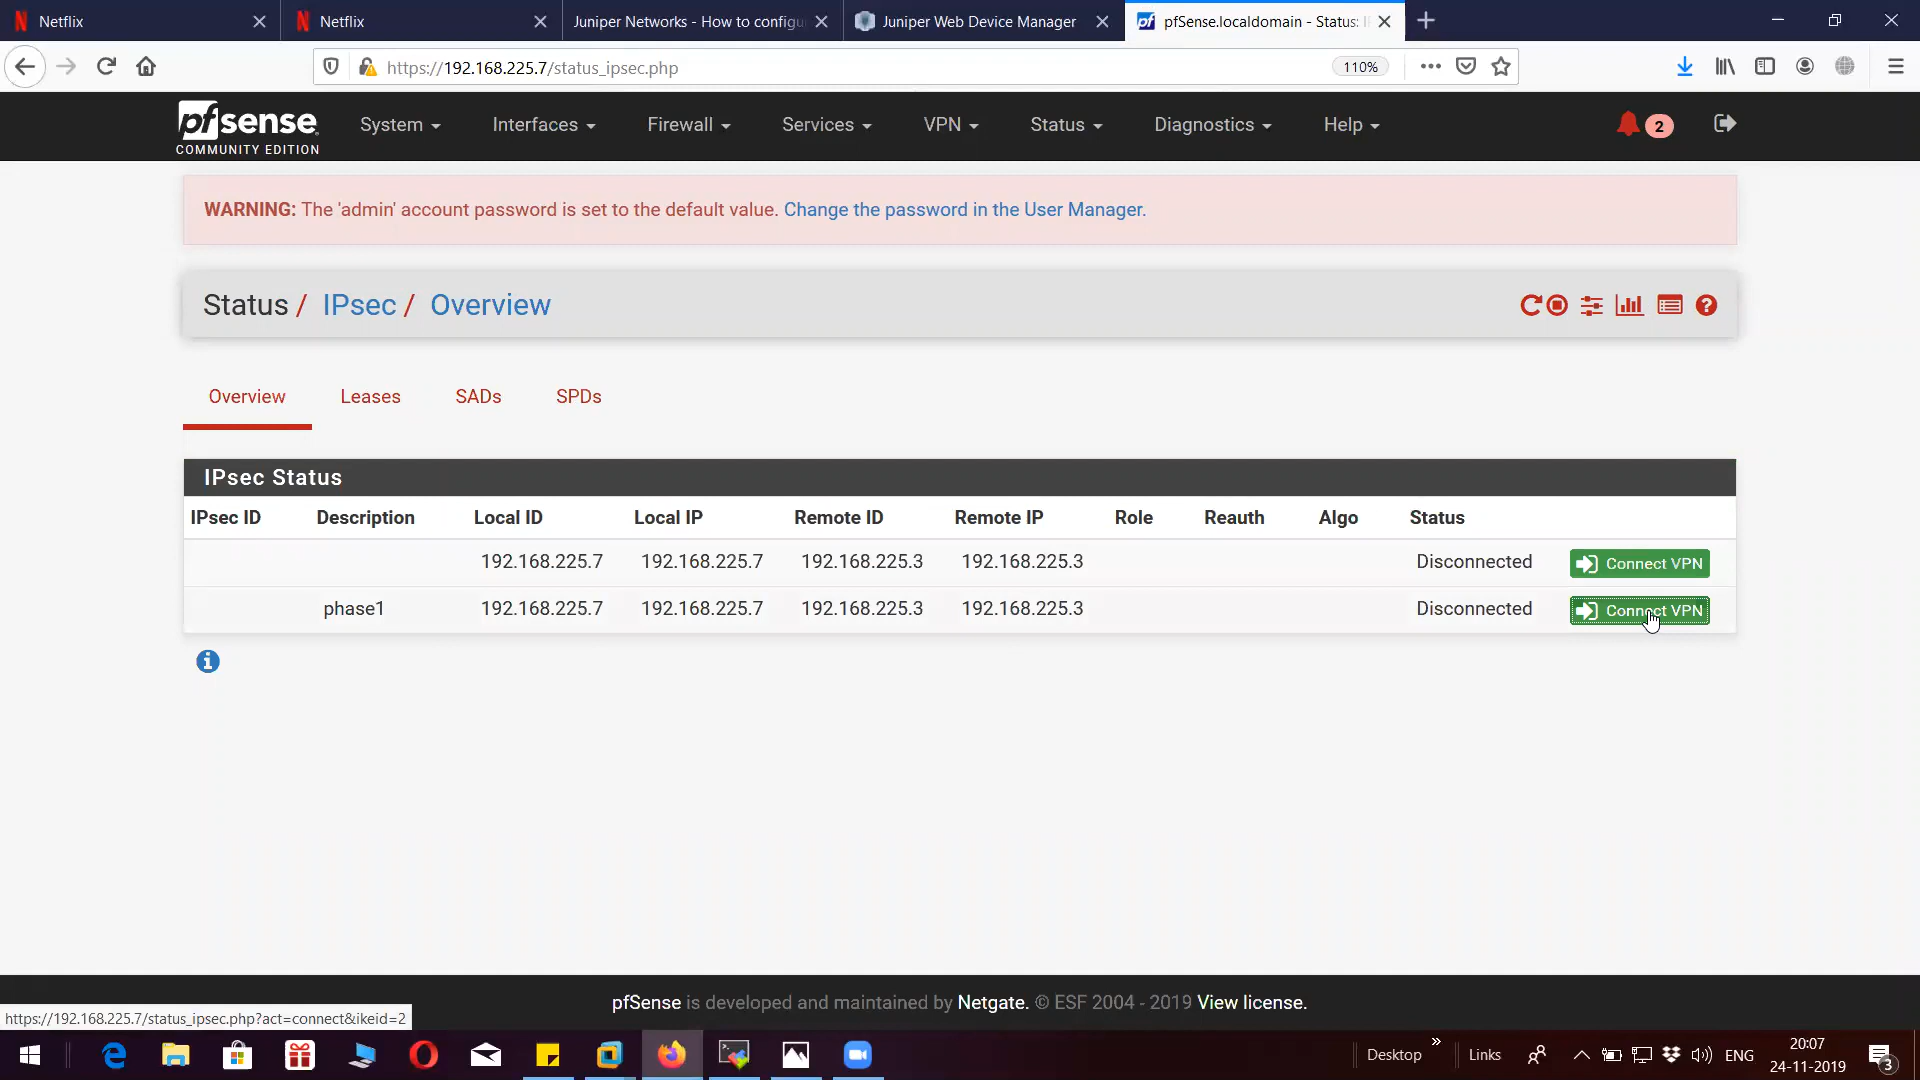 Netflix
Netflix
Juniper Networks - How to configu
Juniper Web Device Manager
pfSense.localdomain - Status: I
https://192.168.225.7/status_ipsec.php
110%
pfsense
COMMUNITY EDITION
System
Interfaces
Firewall
Services
VPN
Status
Diagnostics
Help
2
WARNING: The 'admin' account password is set to the default value. Change the password in the User Manager.
Status / IPsec / Overview
Overview
Leases
SADs
SPDs
IPsec Status
IPsec ID Description Local ID Local IP Remote ID Remote IP Role Reauth Algo Status
192.168.225.7 192.168.225.7 192.168.225.3 192.168.225.3 Disconnected Connect VPN
phase1 192.168.225.7 192.168.225.7 192.168.225.3 192.168.225.3 Disconnected Connect VPN
pfSense is developed and maintained by Netgate. © ESF 2004 - 2019 View license.
https://192.168.225.7/status_ipsec.php?act=connect&ikeid=2
Desktop
Links
ENG
20:07
24-11-2019
3